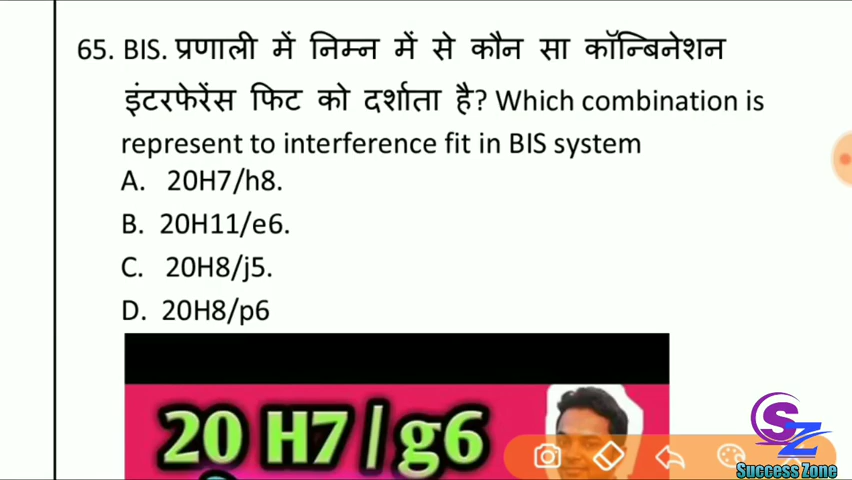 65. BIS. प्रणाली में निम्न में से कौन सा कॉन्बिनेशन
इंटरफेरेंस फिट को दर्शाता है? Which combination is
represent to interference fit in BIS system
A. 20H7/h8.
B. 20H11/e6.
C. 20H8/j5.
D. 20H8/p6
20 H7/g6
SZ
Success Zone